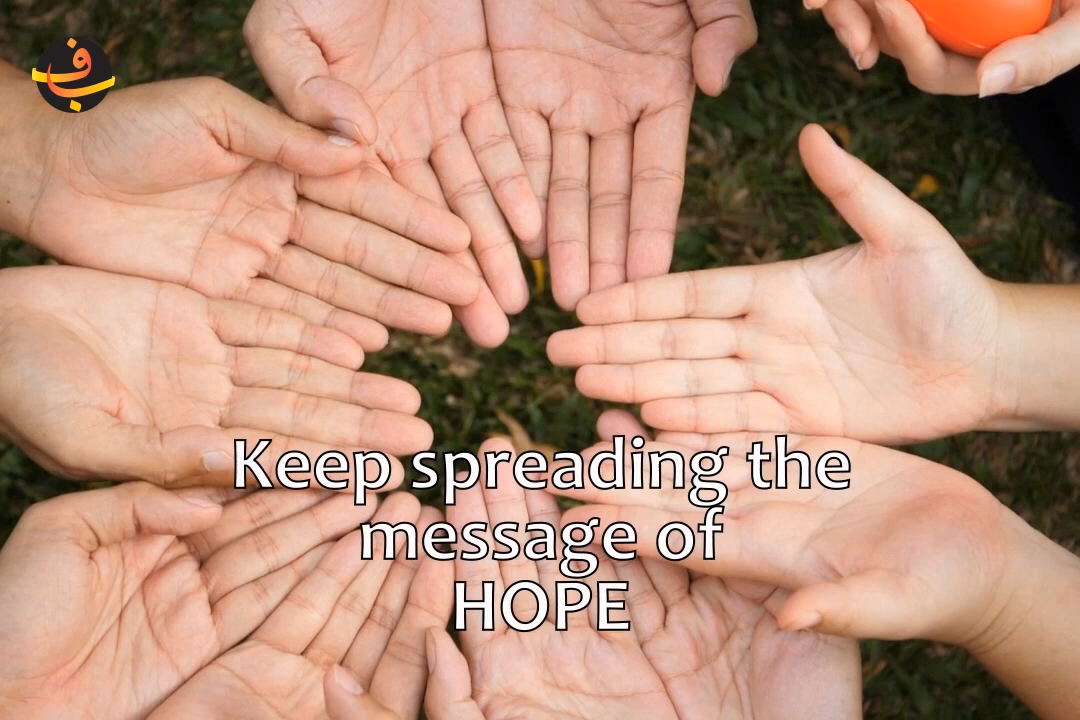 ف
ب
Keep spreading the
message of
HOPE